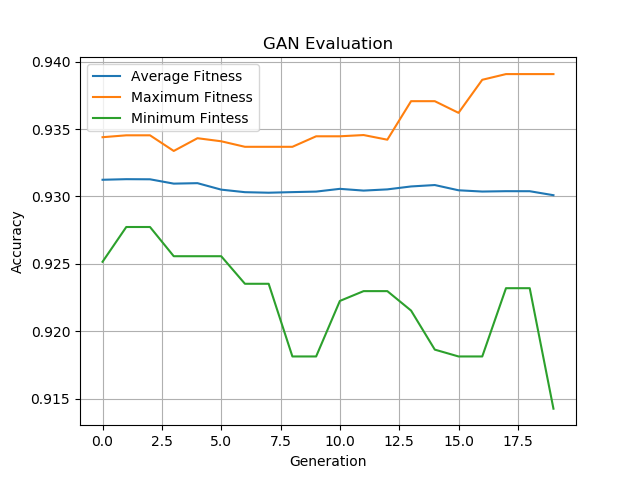 GAN Evaluation
Average Fitness
Maximum Fitness
Minimum Fintess
Accuracy
0.940
0.935
0.930
0.925
0.920
0.915
0.0 2.5 5.0 7.5 10.0 12.5 15.0 17.5
Generation